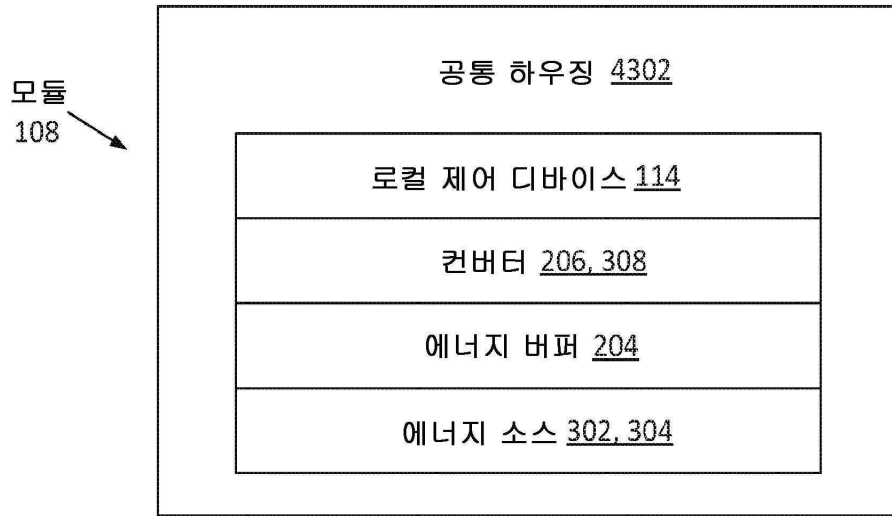 공통 하우징 4302
모듈
108
로컬 제어 디바이스 114
컨버터 206, 308
에너지 버퍼 204
에너지 소스 302, 304